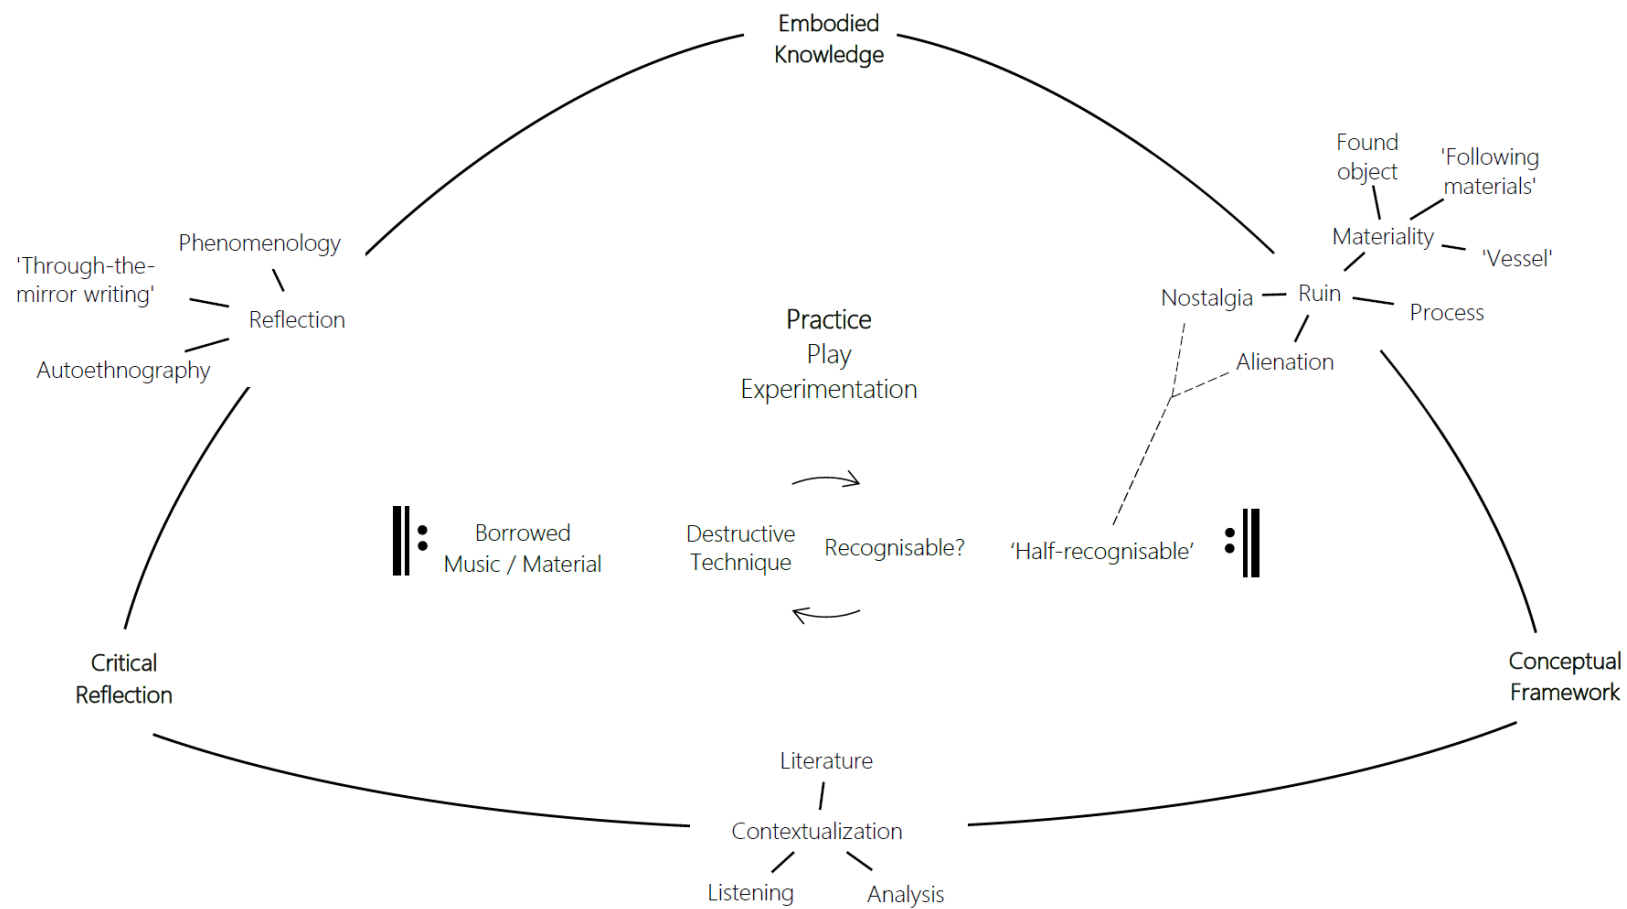 Embodied
Knowledge
Found
object
'Following
materials'
Materiality
'Vessel'
Nostalgia
Ruin
Process
Alienation
Phenomenology
'Through-the-
mirror writing'
Reflection
Autoethnography
Practice
Play
Experimentation
Borrowed
Music / Material
Destructive
Technique
Recognisable?
‘Half-recognisable’
Critical
Reflection
Conceptual
Framework
Literature
Contextualization
Listening
Analysis